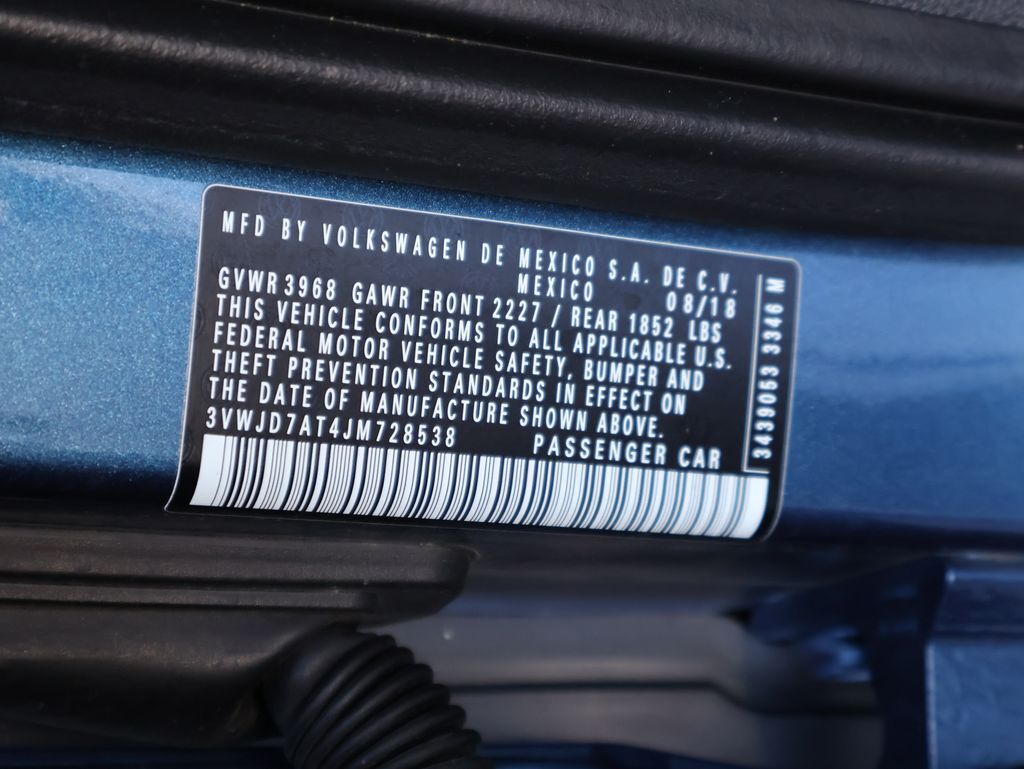 MFD BY VOLKSWAGEN DE MEXICO S.A. DE C.V.
MEXICO 08/18
GVWR 3968 GAWR FRONT 2227 / REAR 1852 LBS
THIS VEHICLE CONFORMS TO ALL APPLICABLE U.S.
FEDERAL MOTOR VEHICLE SAFETY, BUMPER AND
THEFT PREVENTION STANDARDS IN EFFECT ON
THE DATE OF MANUFACTURE SHOWN ABOVE.
3VWJD7AT4JM728538 PASSENGER CAR
3439053 3346 M